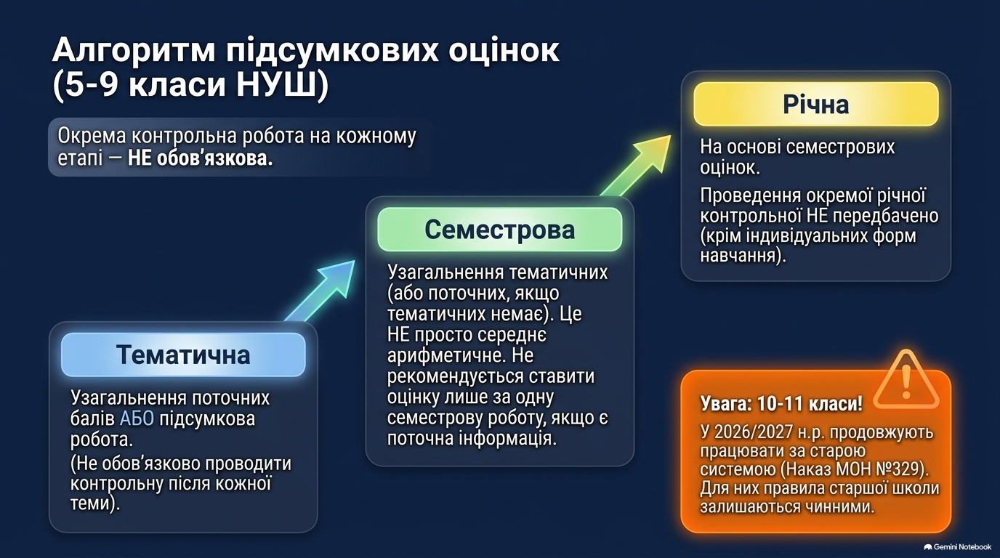 Алгоритм підсумкових оцінок
(5-9 класи НУШ)
Окрема контрольна робота на кожному
етапі — НЕ обов’язкова.
Тематична
Узагальнення поточних
балів АБО підсумкова
робота.
(Не обов’язково проводити
контрольну після кожної
теми).
Семестрова
Узагальнення тематичних
(або поточних, якщо
тематичних немає). Це
НЕ просто середнє
арифметичне. Не
рекомендується ставити
оцінку лише за одну
семестрову роботу, якщо є
поточна інформація.
Річна
На основі семестрових
оцінок.
Проведення окремої річної
контрольної НЕ передбачено
(крім індивідуальних форм
навчання).
Увага: 10-11 класи!
У 2026/2027 н.р. продовжують
працювати за старою
системою (Наказ МОН №329).
Для них правила старшої школи
залишаються чинними.
Gemini Notebook